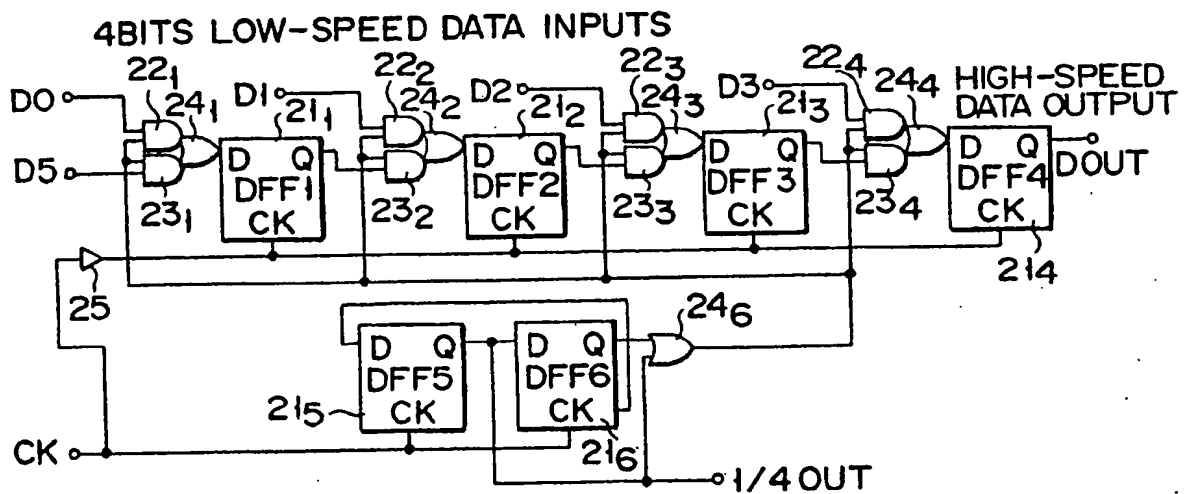 4BITS LOW-SPEED DATA INPUTS
D0 22₁ 24₁ 21₁
D1 22₂ 24₂ 21₂
D2 22₃ 24₃ 21₃
D3 22₄ 24₄
HIGH-SPEED
DATA OUTPUT
D5 23₁ D Q DFF1 CK
23₂ D Q DFF2 CK
23₃ D Q DFF3 CK
23₄ D Q DFF4 CK
DOUT
21₄
25
24₆
D Q DFF5 CK
21₅
D Q DFF6 CK
21₆
CK
1/4 OUT